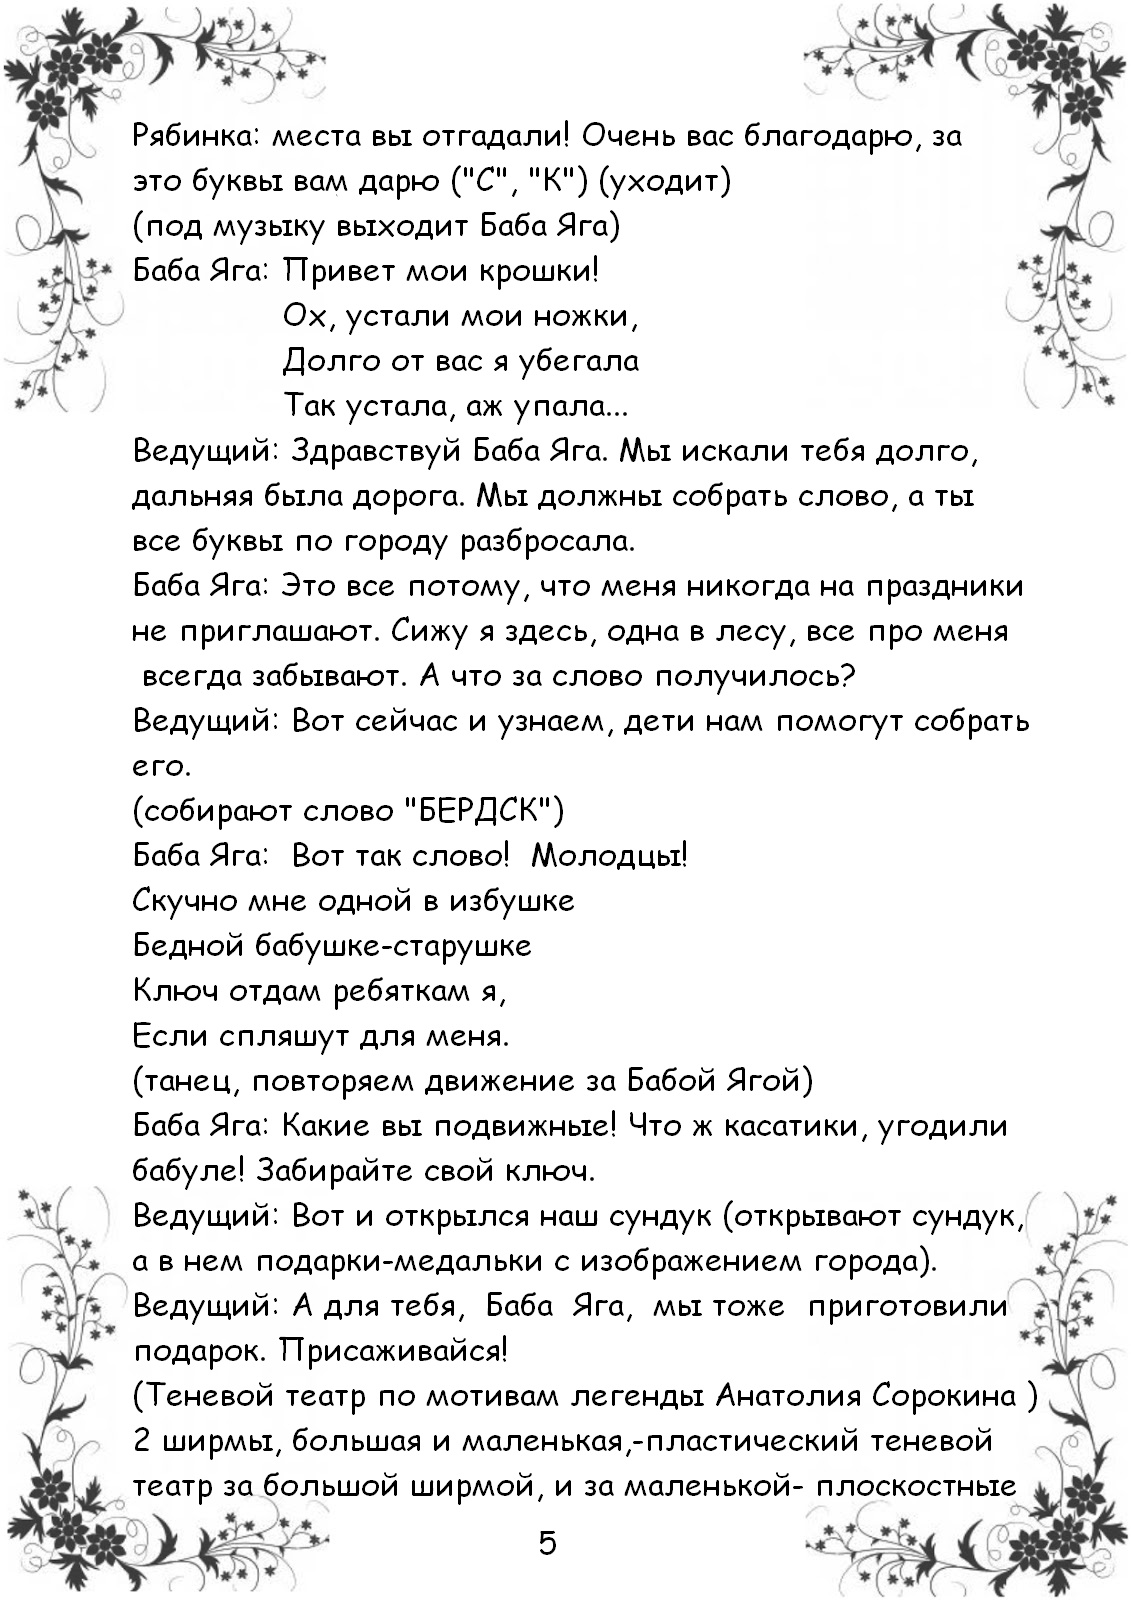 Рябинка: места вы отгадали! Очень вас благодарю, за
это буквы вам дарю ("С", "К") (уходит)
(под музыку выходит Баба Яга)
Баба Яга: Привет мои крошки!
Ох, устали мои ножки,
Долго от вас я убегала
Так устала, аж упала...
Ведущий: Здравствуй Баба Яга. Мы искали тебя долго,
дальняя была дорога. Мы должны собрать слово, а ты
все буквы по городу разбросала.
Баба Яга: Это все потому, что меня никогда на праздники
не приглашают. Сижу я здесь, одна в лесу, все про меня
всегда забывают. А что за слово получилось?
Ведущий: Вот сейчас и узнаем, дети нам помогут собрать
его.
(собирают слово "БЕРДСК")
Баба Яга: Вот так слово! Молодцы!
Скучно мне одной в избушке
Бедной бабушке-старушке
Ключ отдам ребяткам я,
Если спляшут для меня.
(танец, повторяем движение за Бабой Ягой)
Баба Яга: Какие вы подвижные! Что ж касатики, угодили
бабуле! Забирайте свой ключ.
Ведущий: Вот и открылся наш сундук (открывают сундук,
а в нем подарки-медальки с изображением города).
Ведущий: А для тебя, Баба Яга, мы тоже приготовили
подарок. Присаживайся!
(Теневой театр по мотивам легенды Анатолия Сорокина )
2 ширмы, большая и маленькая,-пластический теневой
театр за большой ширмой, и за маленькой- плоскостные
5